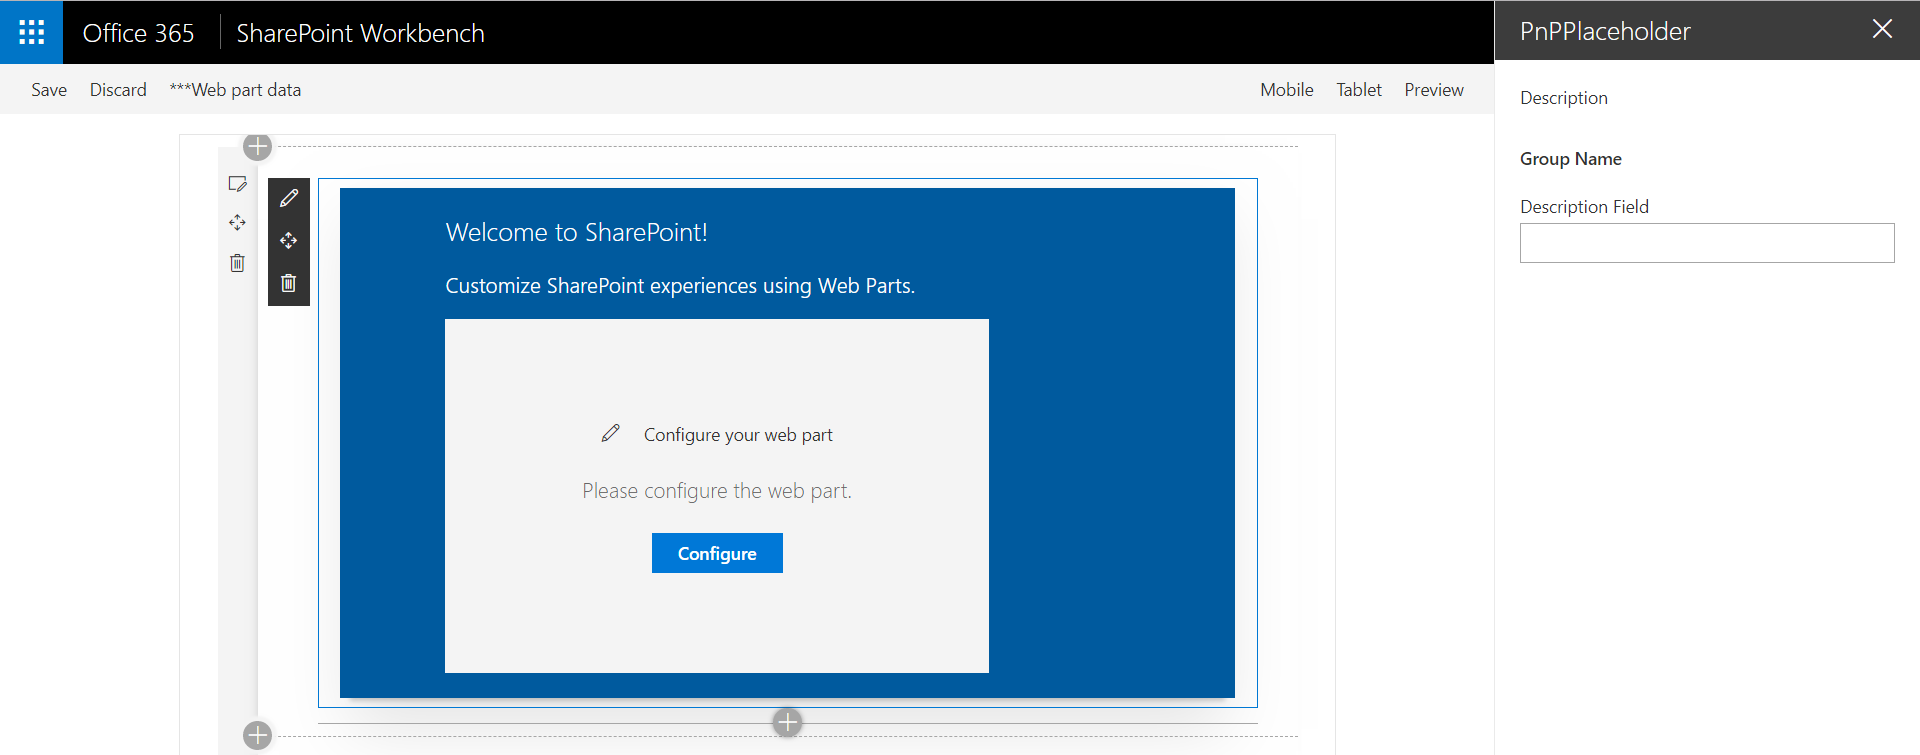 Office 365 SharePoint Workbench
PnPPlaceholder
Save Discard ***Web part data
Mobile Tablet Preview
Welcome to SharePoint!
Customize SharePoint experiences using Web Parts.
Configure your web part
Please configure the web part.
Configure
Description
Group Name
Description Field